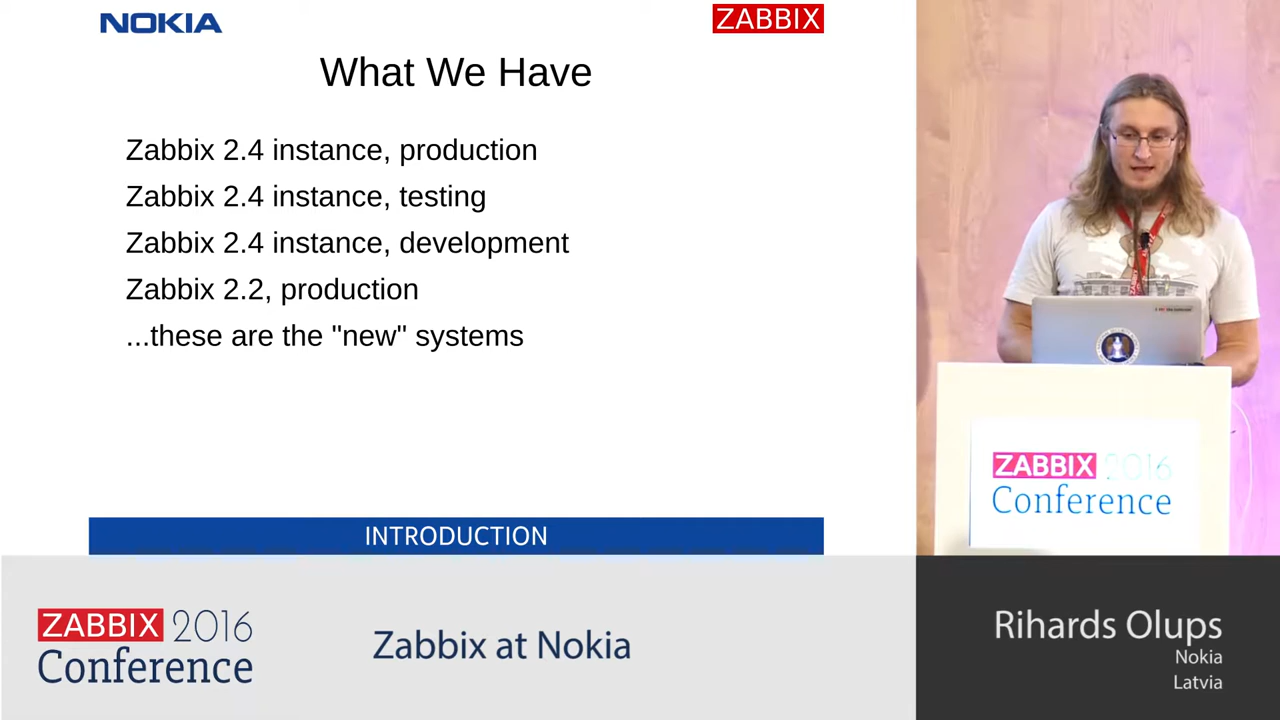 NOKIA
ZABBIX
What We Have
Zabbix 2.4 instance, production
Zabbix 2.4 instance, testing
Zabbix 2.4 instance, development
Zabbix 2.2, production
...these are the "new" systems
INTRODUCTION
ZABBIX 2016
Conference
ZABBIX 2016
Conference
Zabbix at Nokia
Rihards Olups
Nokia
Latvia